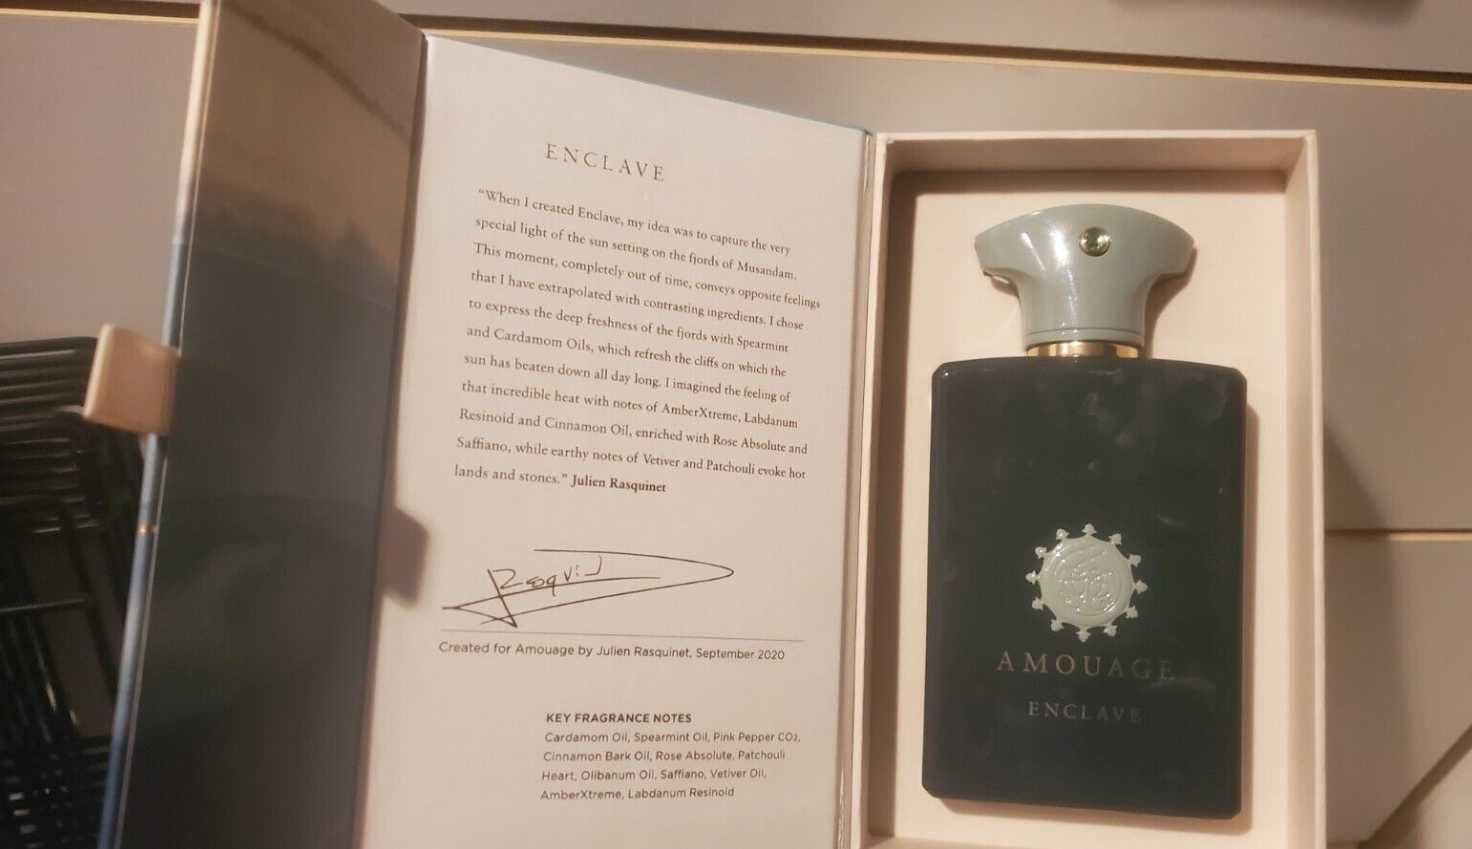 ENCLAVE
“When I created Enclave, my idea was to capture the very
special light of the sun setting on the fjords of Musandam.
This moment, completely out of time, conveys opposite feelings
that I have extrapolated with contrasting ingredients. I chose
to express the deep freshness of the fjords with Spearmint
and Cardamom Oils, which refresh the cliffs on which the
sun has beaten down all day long. I imagined the feeling of
that incredible heat with notes of AmberXtreme, Labdanum
Resinoid and Cinnamon Oil, enriched with Rose Absolute and
Saffiano, while earthy notes of Vetiver and Patchouli evoke hot
lands and stones.” Julien Rasquinet
Created for Amouage by Julien Rasquinet, September 2020
KEY FRAGRANCE NOTES
Cardamom Oil, Spearmint Oil, Pink Pepper CO2,
Cinnamon Bark Oil, Rose Absolute, Patchouli
Heart, Olibanum Oil, Saffiano, Vetiver Oil,
AmberXtreme, Labdanum Resinoid
AMOUAGE
ENCLAVE